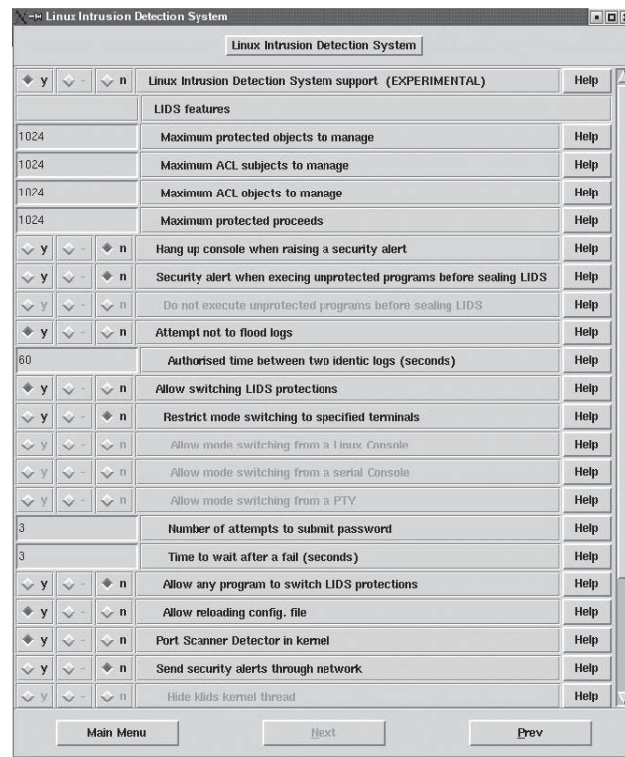 Linux Intrusion Detection System
Linux Intrusion Detection System
y - n Linux Intrusion Detection System support (EXPERIMENTAL) Help
LIDS features
1024 Maximum protected objects to manage Help
1024 Maximum ACL subjects to manage Help
1024 Maximum ACL objects to manage Help
1024 Maximum protected proceeds Help
y - n Hang up console when raising a security alert Help
y - n Security alert when execing unprotected programs before sealing LIDS Help
y - n Do not execute unprotected programs before sealing LIDS Help
y - n Attempt not to flood logs Help
60 Authorised time between two identic logs (seconds) Help
y - n Allow switching LIDS protections Help
y - n Restrict mode switching to specified terminals Help
y - n Allow mode switching from a Linux Console Help
y - n Allow mode switching from a serial Console Help
y - n Allow mode switching from a PTY Help
3 Number of attempts to submit password Help
3 Time to wait after a fail (seconds) Help
y - n Allow any program to switch LIDS protections Help
y - n Allow reloading config. file Help
y - n Port Scanner Detector in kernel Help
y - n Send security alerts through network Help
y - n Hide klids kernel thread Help
Main Menu Next Prev